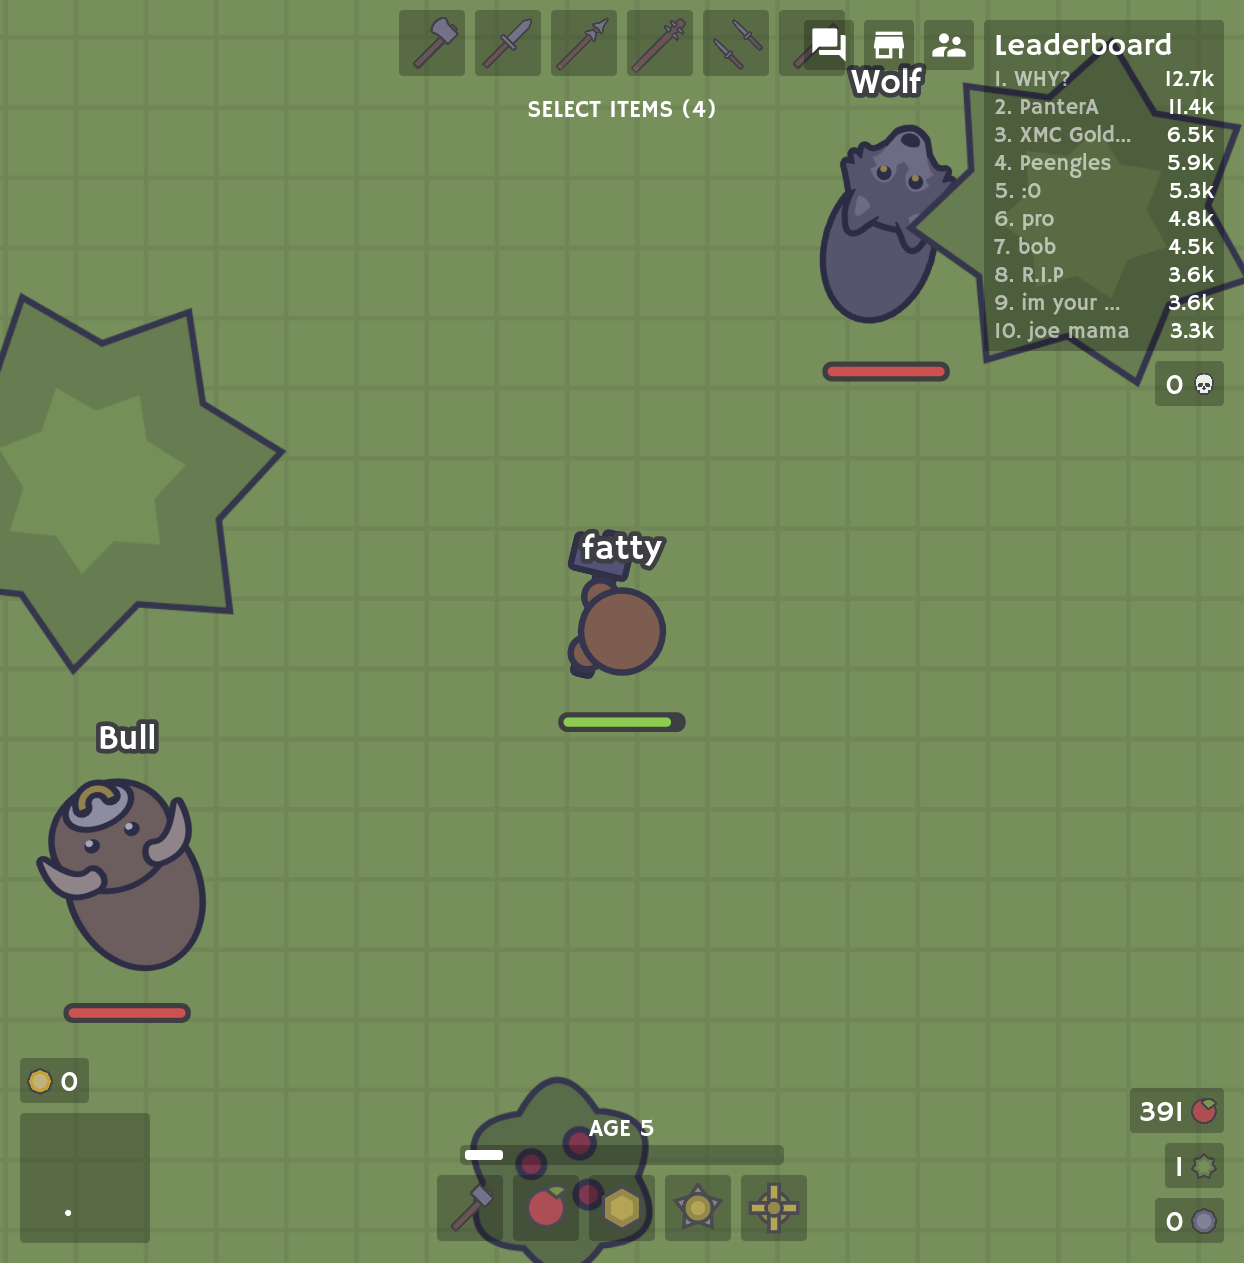 SELECT ITEMS (4)
Wolf
Leaderboard
1. WHY? 12.7k
2. PanterA 11.4k
3. XMC Gold... 6.5k
4. Peengles 5.9k
5. :0 5.3k
6. pro 4.8k
7. bob 4.5k
8. R.I.P 3.6k
9. im your ... 3.6k
10. joe mama 3.3k
0
fatty
Bull
0
391
1
0
AGE 5